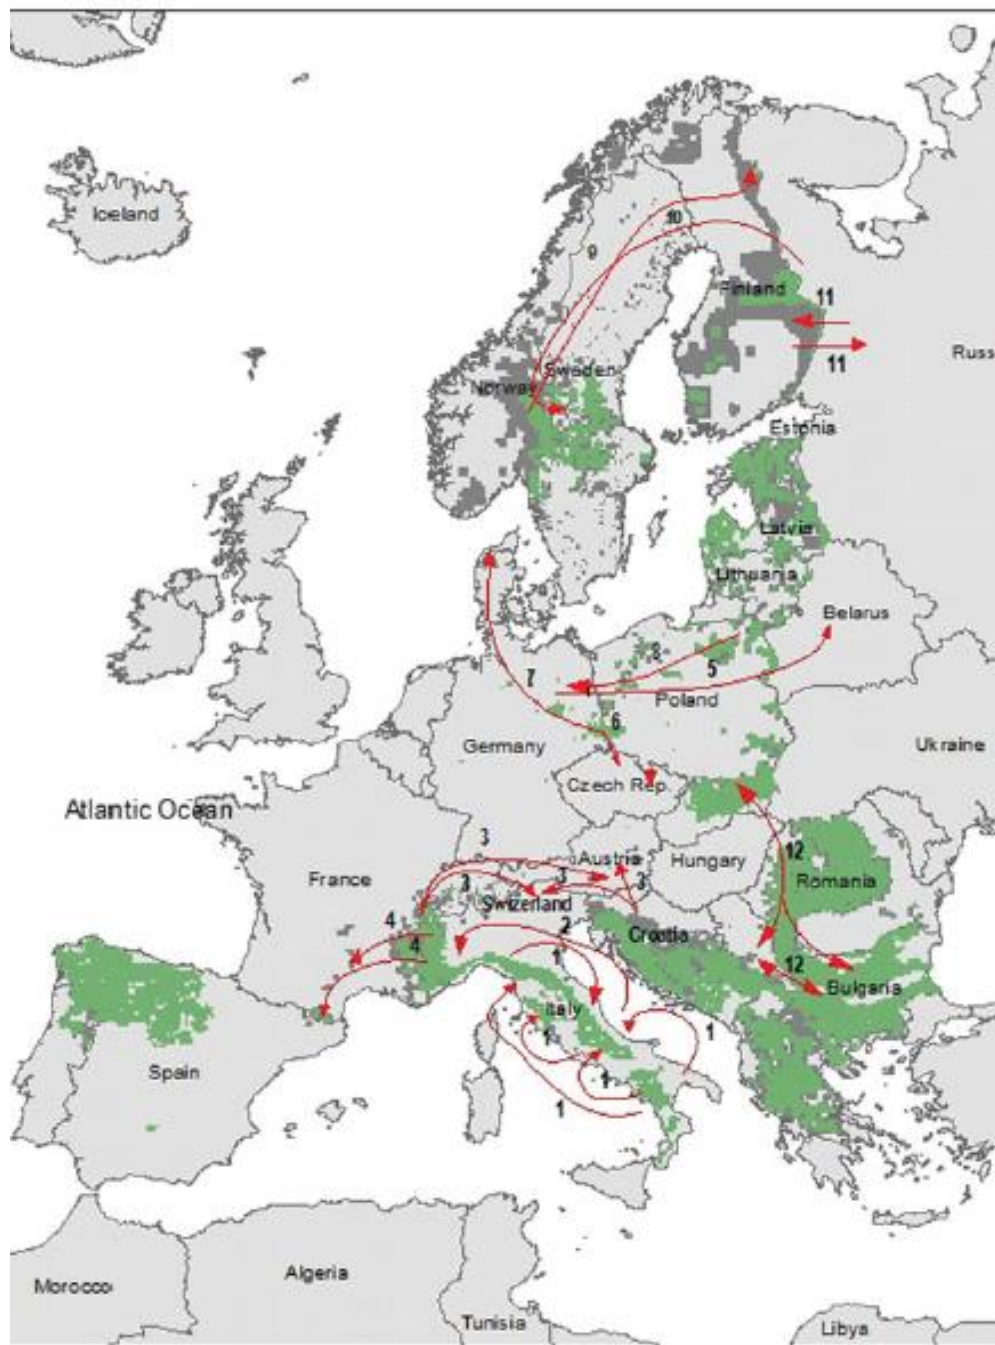 Iceland
10
9
Finland
11
Russ
11
Sweden
Norway
Estonia
Latvia
Lithuania
Belarus
8
5
7
Poland
6
Germany
Ukraine
Czech Rep.
Atlantic Ocean
3
Austria
Hungary
12
France
3
3
3
Romania
Swizerland
4
2
Croatia
4
1
12
Bulgaria
Italy
1
1
Spain
1
1
Algeria
Morocco
Tunisia
Libya